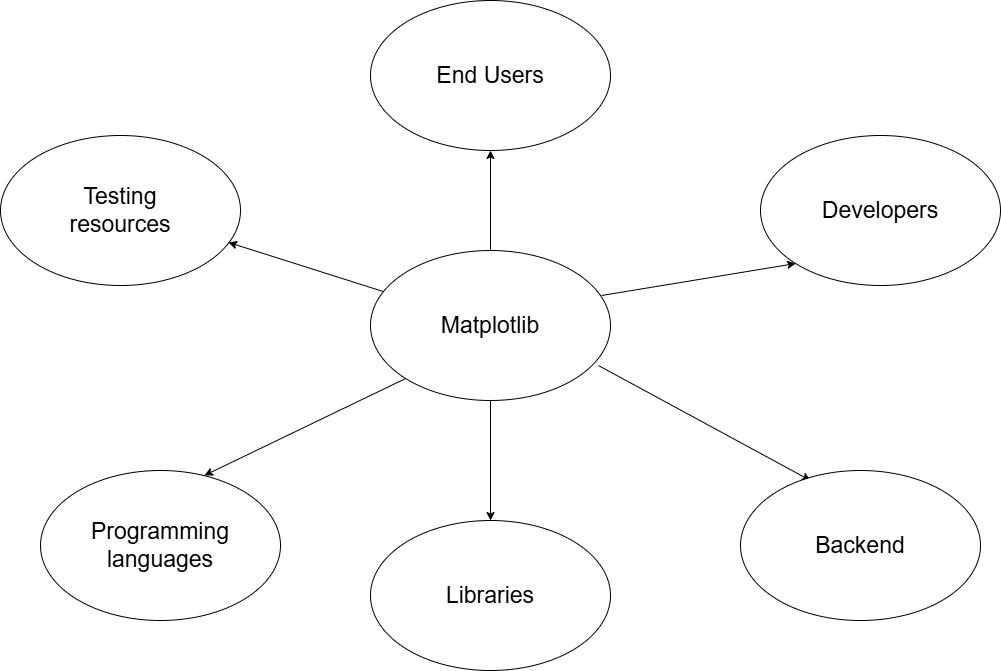 End Users
Testing
resources
Developers
Matplotlib
Programming
languages
Libraries
Backend